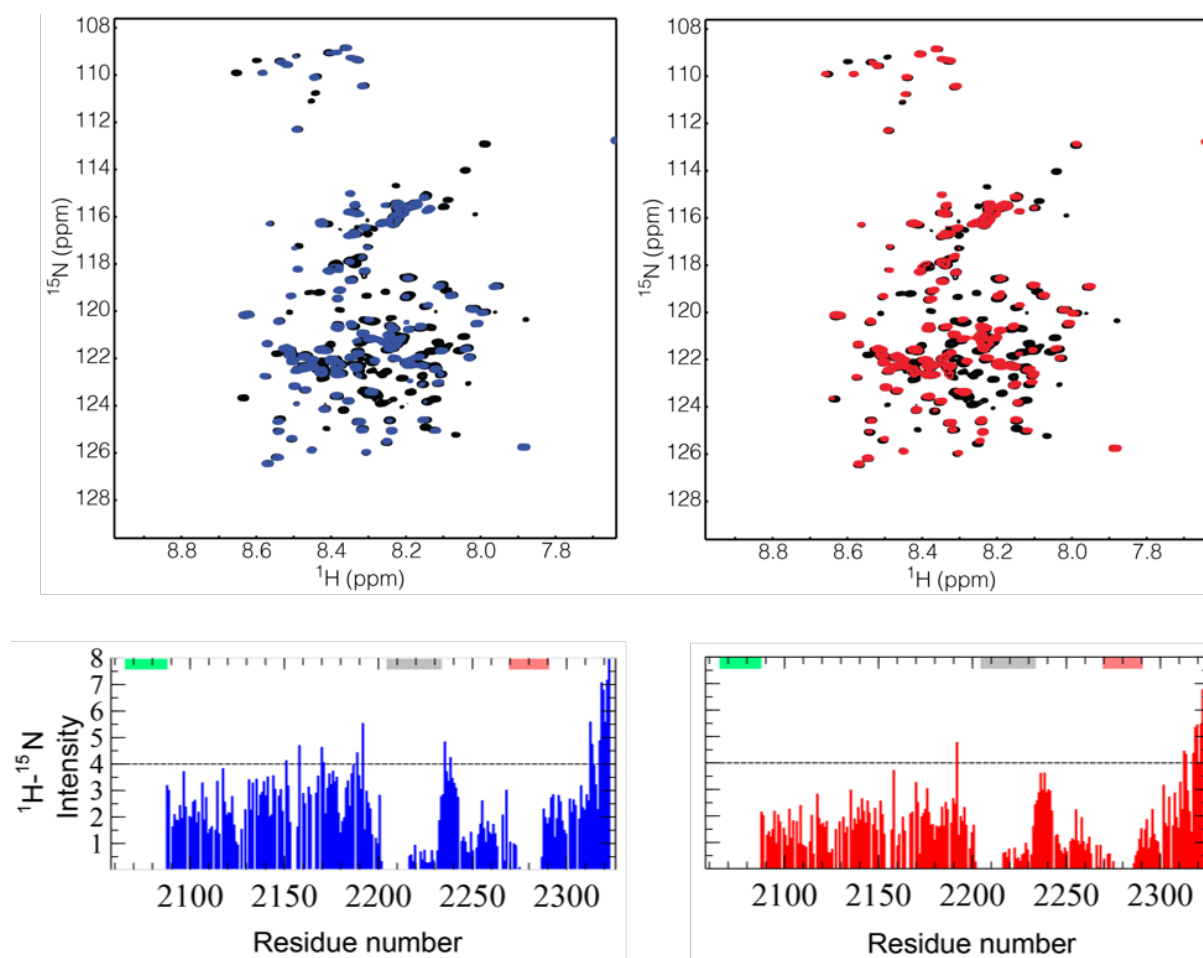 108
110
112
114
116
118
120
122
124
126
128
¹⁵N (ppm)
8.8 8.6 8.4 8.2 8.0 7.8
¹H (ppm)
108
110
112
114
116
118
120
122
124
126
128
¹⁵N (ppm)
8.8 8.6 8.4 8.2 8.0 7.8
¹H (ppm)
8
7
6
5
4
3
2
1
¹H-¹⁵N
Intensity
2100 2150 2200 2250 2300
Residue number
2100 2150 2200 2250 2300
Residue number